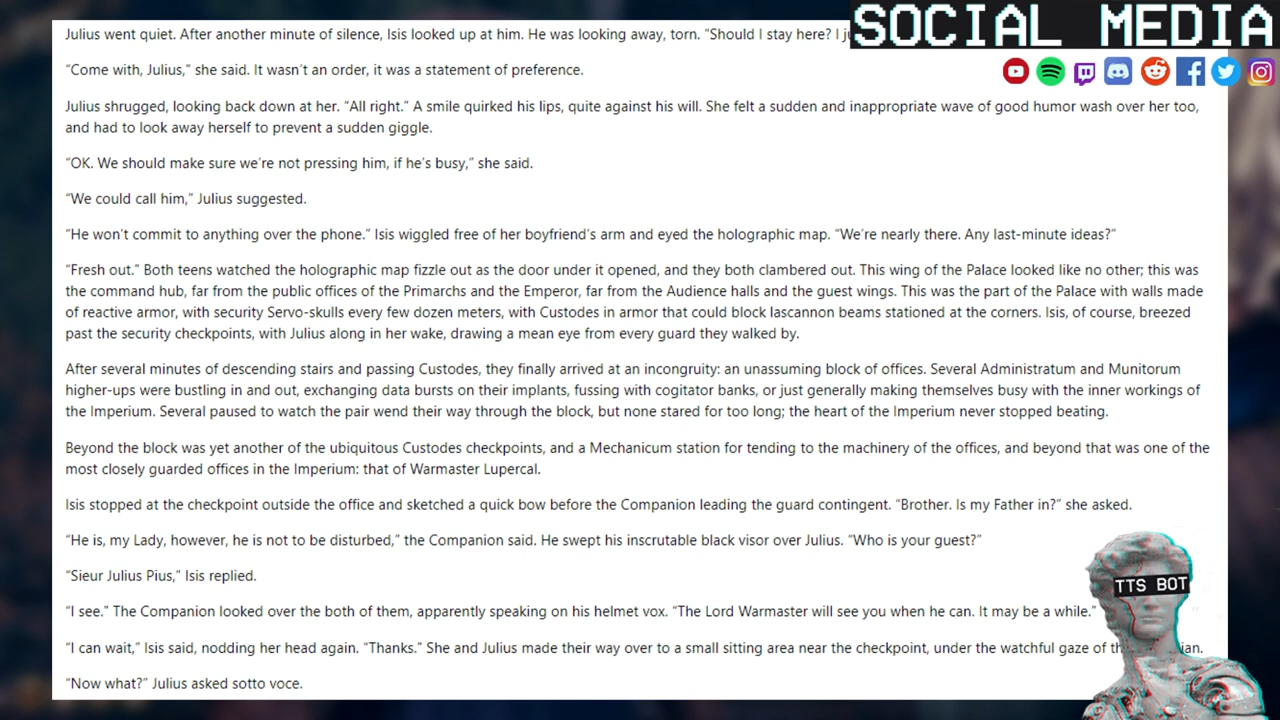 SOCIAL MEDIA
Julius went quiet. After another minute of silence, Isis looked up at him. He was looking away, torn. “Should I stay here? I
“Come with, Julius,” she said. It wasn’t an order, it was a statement of preference.
Julius shrugged, looking back down at her. “All right.” A smile quirked his lips, quite against his will. She felt a sudden and inappropriate wave of good humor wash over her too,
and had to look away herself to prevent a sudden giggle.
“OK. We should make sure we’re not pressing him, if he’s busy,” she said.
“We could call him,” Julius suggested.
“He won’t commit to anything over the phone.” Isis wiggled free of her boyfriend’s arm and eyed the holographic map. “We’re nearly there. Any last-minute ideas?”
“Fresh out.” Both teens watched the holographic map fizzle out as the door under it opened, and they both clambered out. This wing of the Palace looked like no other; this was
the command hub, far from the public offices of the Primarchs and the Emperor, far from the Audience halls and the guest wings. This was the part of the Palace with walls made
of reactive armor, with security Servo-skulls every few dozen meters, with Custodes in armor that could block lascannon beams stationed at the corners. Isis, of course, breezed
past the security checkpoints, with Julius along in her wake, drawing a mean eye from every guard they walked by.
After several minutes of descending stairs and passing Custodes, they finally arrived at an incongruity: an unassuming block of offices. Several Administratum and Munitorum
higher-ups were bustling in and out, exchanging data bursts on their implants, fussing with cogitator banks, or just generally making themselves busy with the inner workings of
the Imperium. Several paused to watch the pair wend their way through the block, but none stared for too long; the heart of the Imperium never stopped beating.
Beyond the block was yet another of the ubiquitous Custodes checkpoints, and a Mechanicum station for tending to the machinery of the offices, and beyond that was one of the
most closely guarded offices in the Imperium: that of Warmaster Lupercal.
Isis stopped at the checkpoint outside the office and sketched a quick bow before the Companion leading the guard contingent. “Brother. Is my Father in?” she asked.
“He is, my Lady, however, he is not to be disturbed,” the Companion said. He swept his inscrutable black visor over Julius. “Who is your guest?”
“Sieur Julius Pius,” Isis replied.
“I see.” The Companion looked over the both of them, apparently speaking on his helmet vox. “The Lord Warmaster will see you when he can. It may be a while.”
“I can wait,” Isis said, nodding her head again. “Thanks.” She and Julius made their way over to a small sitting area near the checkpoint, under the watchful gaze of
“Now what?” Julius asked sotto voce.
TTS BOT